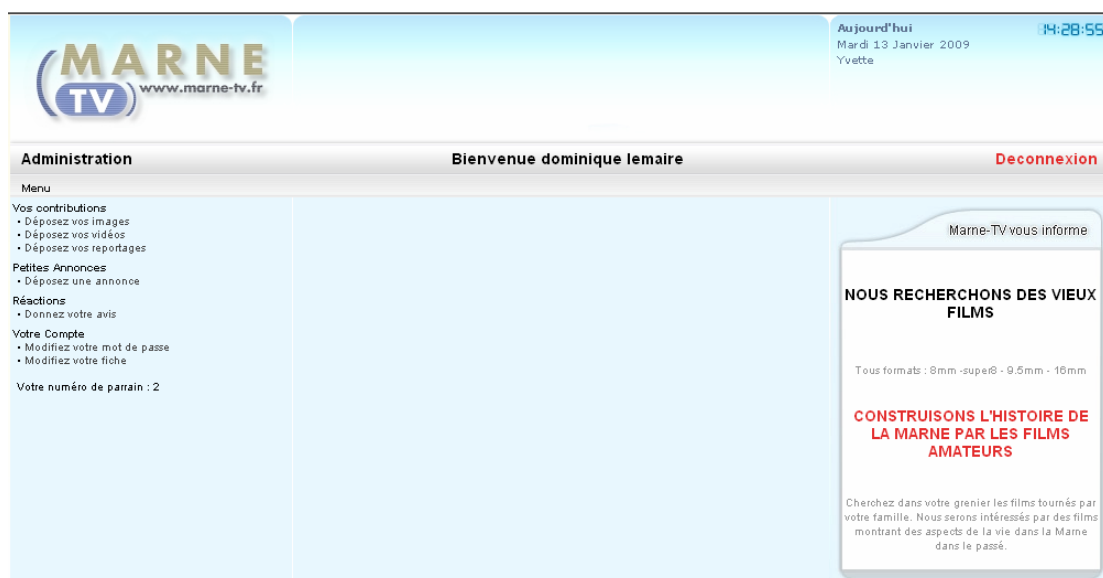 MARNE
TV
www.marne-tv.fr
Aujourd'hui
14:28:55
Mardi 13 Janvier 2009
Yvette
Administration
Bienvenue dominique lemaire
Deconnexion
Menu
Vos contributions
• Déposez vos images
• Déposez vos vidéos
• Déposez vos reportages
Petites Annonces
• Déposez une annonce
Réactions
• Donnez votre avis
Votre Compte
• Modifiez votre mot de passe
• Modifiez votre fiche
Votre numéro de parrain : 2
Marne-TV vous informe
NOUS RECHERCHONS DES VIEUX
FILMS
Tous formats : 8mm -super8 - 9.5mm - 16mm
CONSTRUISONS L'HISTOIRE DE
LA MARNE PAR LES FILMS
AMATEURS
Cherchez dans votre grenier les films tournés par
votre famille. Nous serons intéressés par des films
montrant des aspects de la vie dans la Marne
dans le passé.